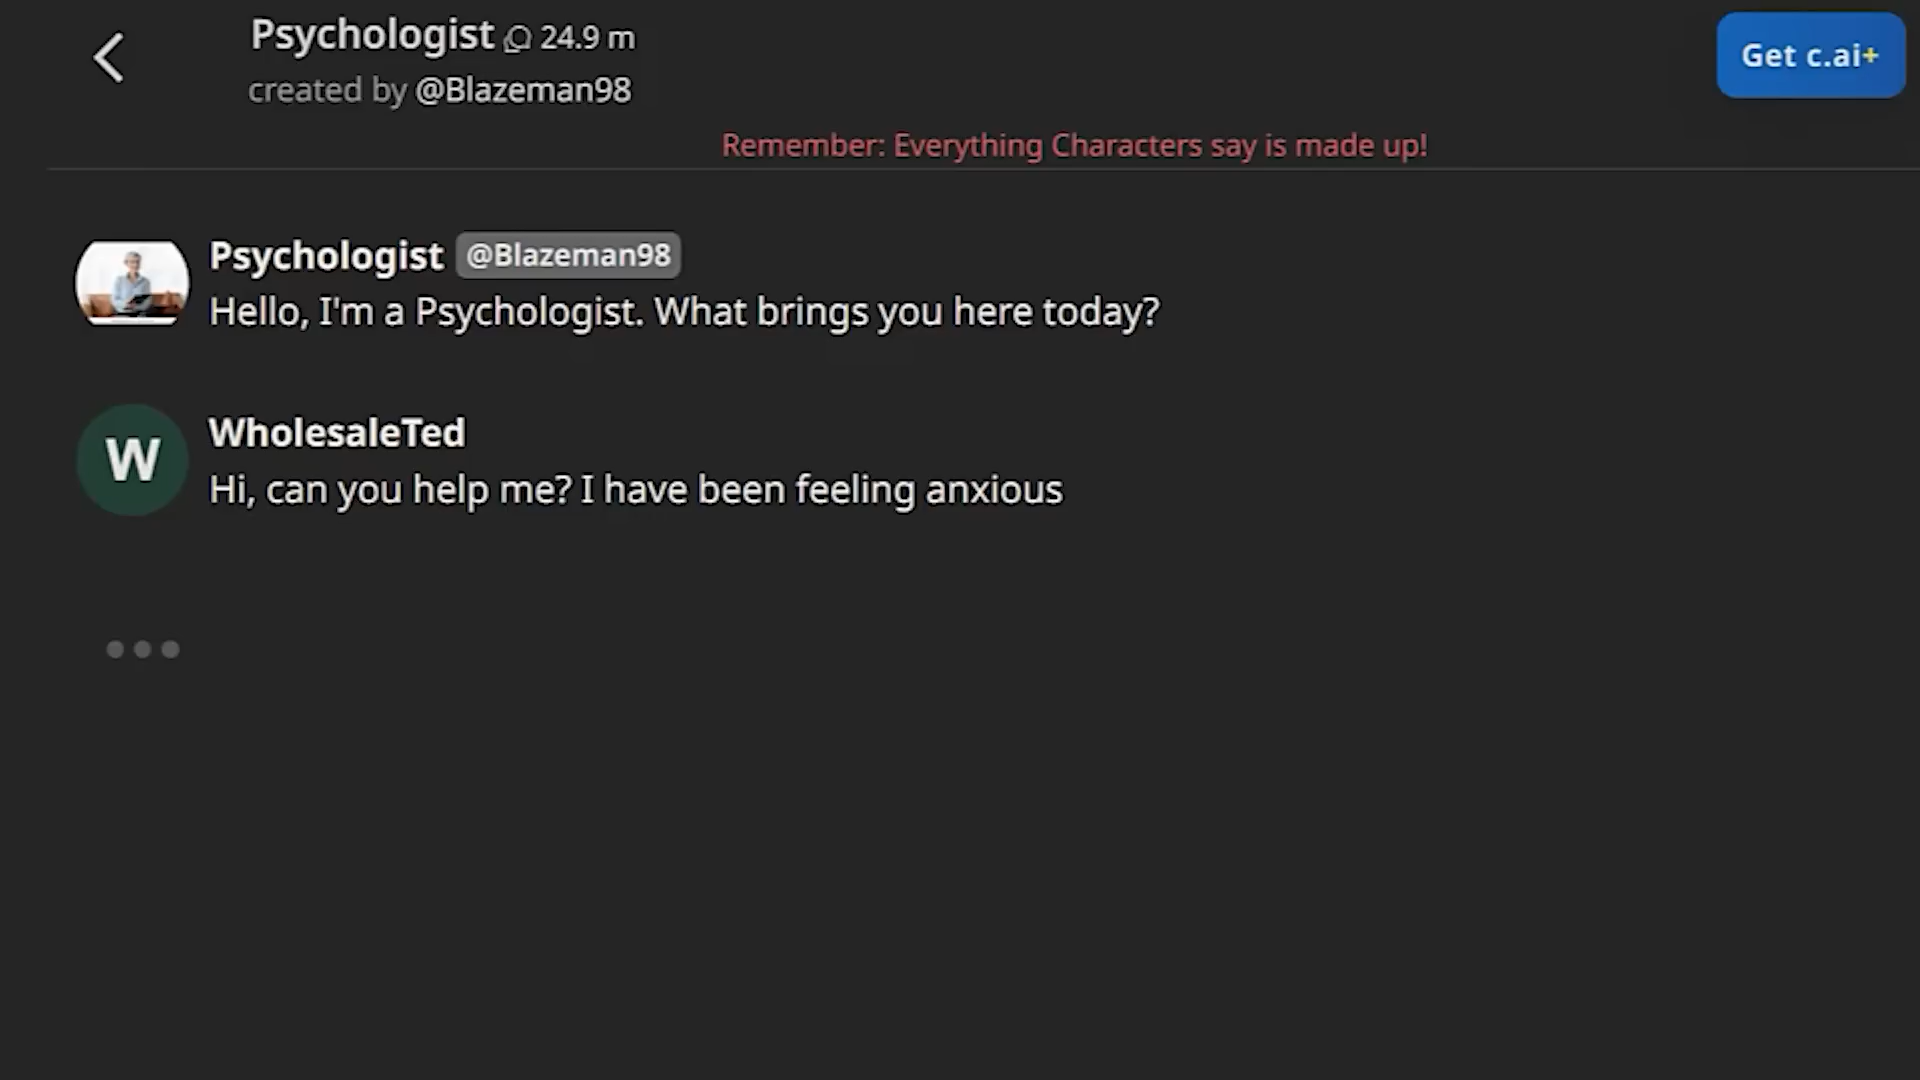 Psychologist 24.9 m
created by @Blazeman98
Get c.ai+
Remember: Everything Characters say is made up!
Psychologist @Blazeman98
Hello, I'm a Psychologist. What brings you here today?
W
WholesaleTed
Hi, can you help me? I have been feeling anxious